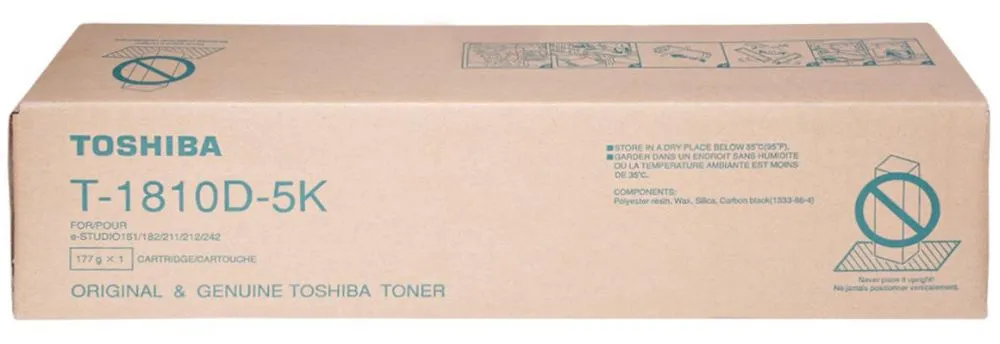 TOSHIBA
T-1810D-5K
FOR/POUR
e-STUDIO181/182/211/212/242
177 g × 1 CARTRIDGE/CARTOUCHE
ORIGINAL & GENUINE TOSHIBA TONER
■STORE IN A DRY PLACE BELOW 35°C(95°F).
■GARDER DANS UN ENDROIT SANS HUMIDITE
OU LA TEMPERATURE AMBIANTE EST MOINS
DE 35°C.
COMPONENTS:
Polyester resin, Wax, Silica, Carbon black(1333-86-4)
Never place it upright!
Ne jamais positionner verticalement.